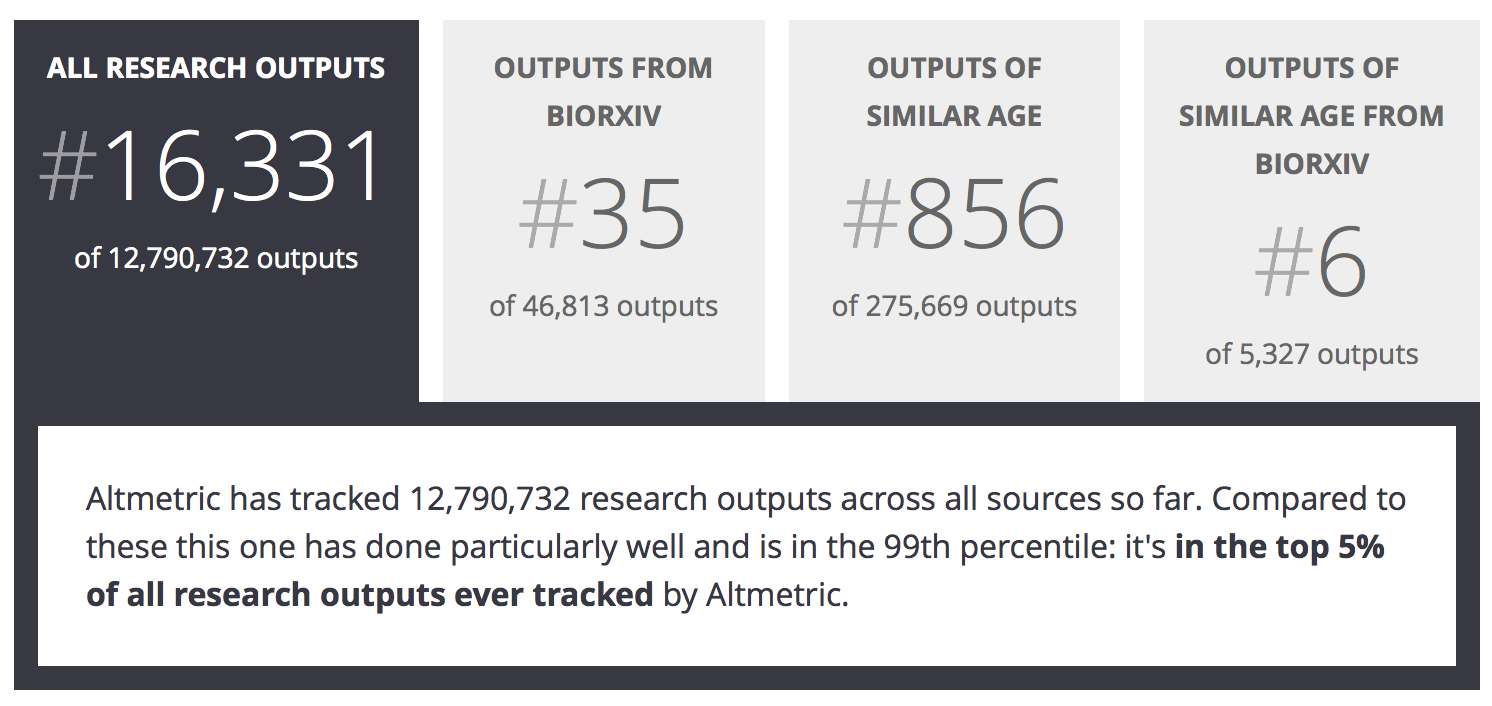 ALL RESEARCH OUTPUTS
#16,331
of 12,790,732 outputs
OUTPUTS FROM
BIORXIV
#35
of 46,813 outputs
OUTPUTS OF
SIMILAR AGE
#856
of 275,669 outputs
OUTPUTS OF
SIMILAR AGE FROM
BIORXIV
#6
of 5,327 outputs
Altmetric has tracked 12,790,732 research outputs across all sources so far. Compared to
these this one has done particularly well and is in the 99th percentile: it's in the top 5%
of all research outputs ever tracked by Altmetric.